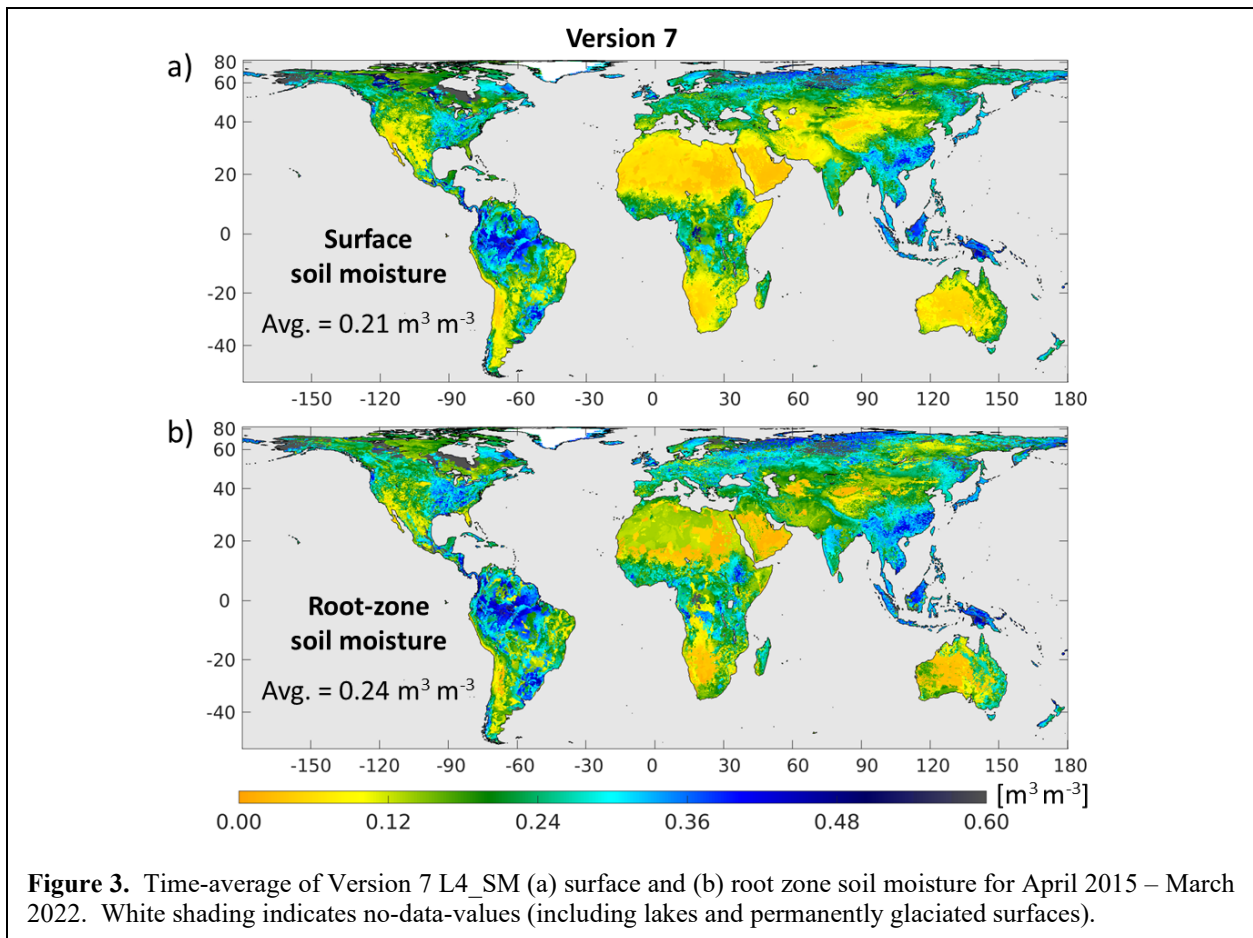 Version 7
a)
80
60
40
20
0
-20
-40
Surface
soil moisture
Avg. = 0.21 m³ m⁻³
-150 -120 -90 -60 -30 0 30 60 90 120 150 180
b)
80
60
40
20
0
-20
-40
Root-zone
soil moisture
Avg. = 0.24 m³ m⁻³
-150 -120 -90 -60 -30 0 30 60 90 120 150 180
[m³ m⁻³]
0.00 0.12 0.24 0.36 0.48 0.60
Figure 3. Time-average of Version 7 L4_SM (a) surface and (b) root zone soil moisture for April 2015 – March
2022. White shading indicates no-data-values (including lakes and permanently glaciated surfaces).